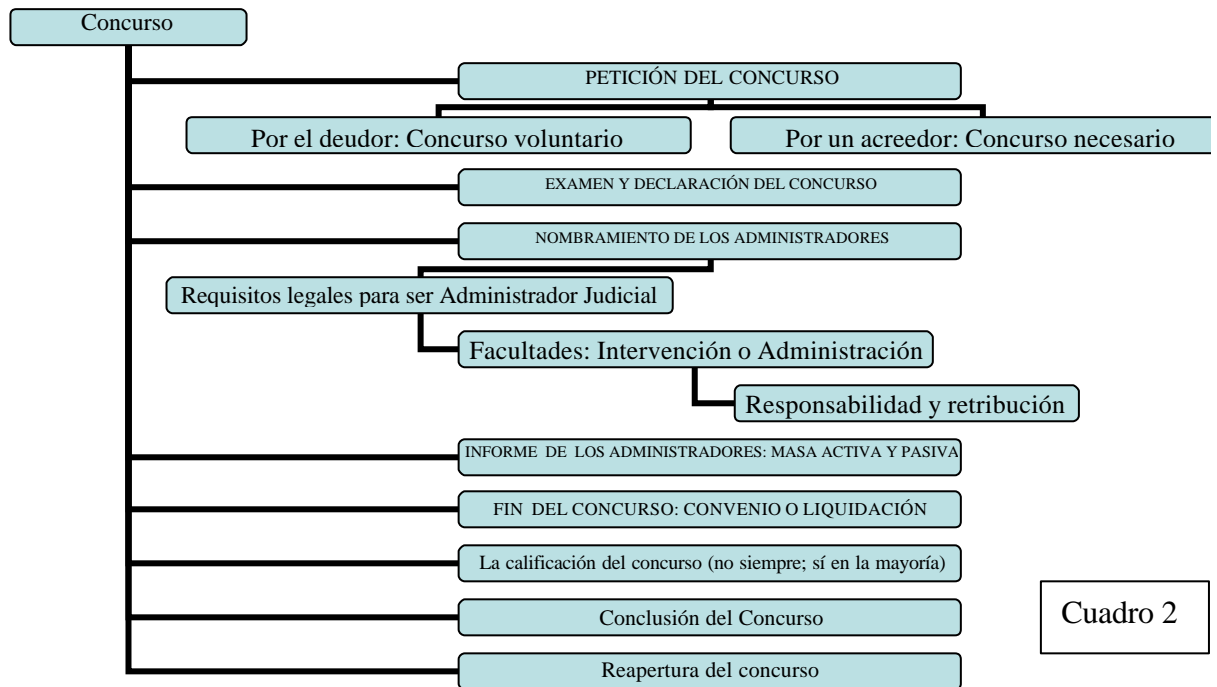 Concurso
PETICIÓN DEL CONCURSO
Por el deudor: Concurso voluntario
Por un acreedor: Concurso necesario
EXAMEN Y DECLARACIÓN DEL CONCURSO
NOMBRAMIENTO DE LOS ADMINISTRADORES
Requisitos legales para ser Administrador Judicial
Facultades: Intervención o Administración
Responsabilidad y retribución
INFORME DE LOS ADMINISTRADORES: MASA ACTIVA Y PASIVA
FIN DEL CONCURSO: CONVENIO O LIQUIDACIÓN
La calificación del concurso (no siempre; sí en la mayoría)
Conclusión del Concurso
Cuadro 2
Reapertura del concurso